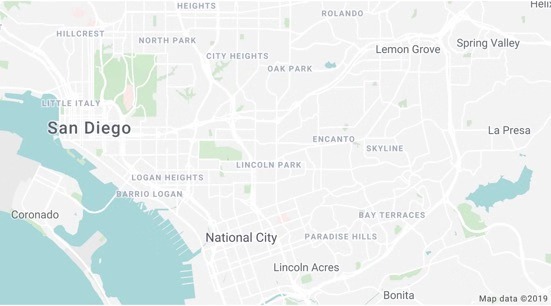 HEIGHTS
ROLANDO
Helix
HILLCREST
NORTH PARK
Lemon Grove
Spring Valley
CITY HEIGHTS
OAK PARK
LITTLE ITALY
San Diego
La Presa
ENCANTO
SKYLINE
LINCOLN PARK
LOGAN HEIGHTS
BARRIO LOGAN
Coronado
BAY TERRACES
National City
PARADISE HILLS
Lincoln Acres
Bonita
Map data ©2019